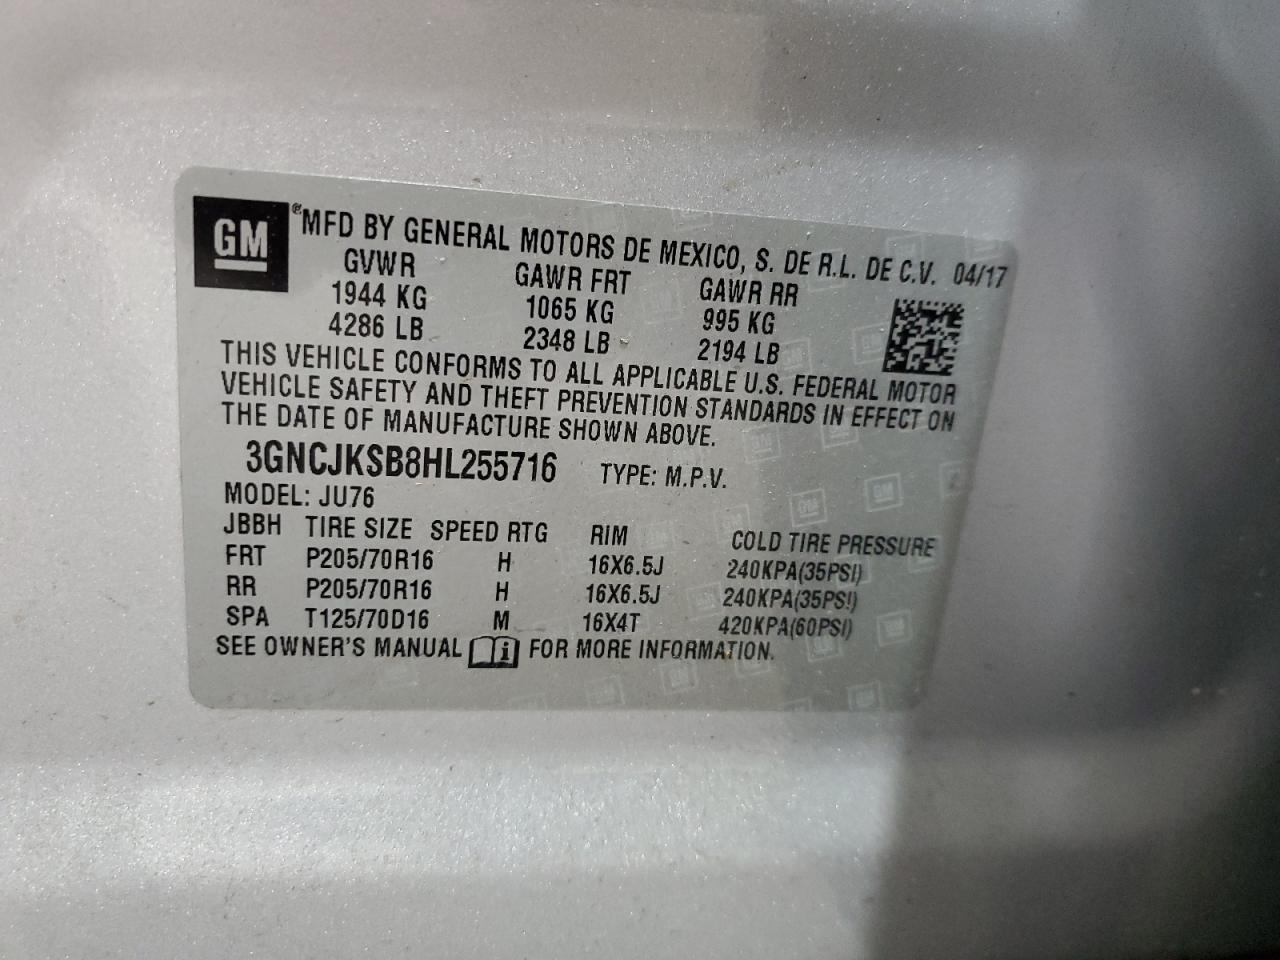 GM ® MFD BY GENERAL MOTORS DE MEXICO, S. DE R.L. DE C.V. 04/17
GVWR GAWR FRT GAWR RR
1944 KG 1065 KG 995 KG
4286 LB 2348 LB 2194 LB
THIS VEHICLE CONFORMS TO ALL APPLICABLE U.S. FEDERAL MOTOR
VEHICLE SAFETY AND THEFT PREVENTION STANDARDS IN EFFECT ON
THE DATE OF MANUFACTURE SHOWN ABOVE.
3GNCJKSB8HL255716 TYPE: M.P.V.
MODEL: JU76
JBBH TIRE SIZE SPEED RTG RIM COLD TIRE PRESSURE
FRT P205/70R16 H 16X6.5J 240KPA(35PSI)
RR P205/70R16 H 16X6.5J 240KPA(35PSI)
SPA T125/70D16 M 16X4T 420KPA(60PSI)
SEE OWNER'S MANUAL i FOR MORE INFORMATION.